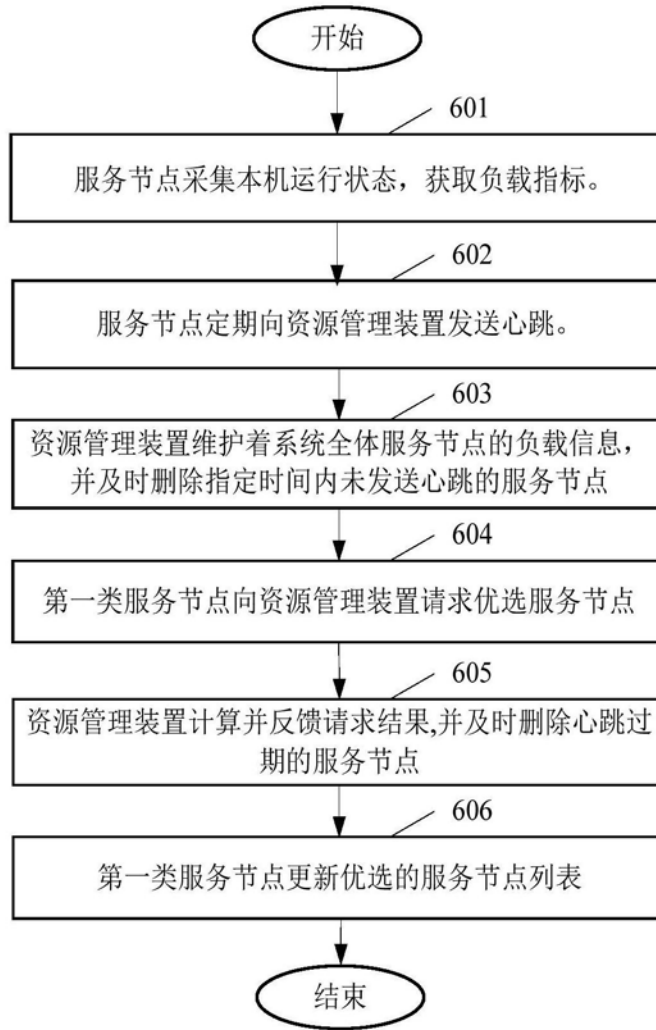 开始
601
服务节点采集本机运行状态，获取负载指标。
602
服务节点定期向资源管理装置发送心跳。
603
资源管理装置维护着系统全体服务节点的负载信息，
并及时删除指定时间内未发送心跳的服务节点
604
第一类服务节点向资源管理装置请求优选服务节点
605
资源管理装置计算并反馈请求结果,并及时删除心跳过
期的服务节点
606
第一类服务节点更新优选的服务节点列表
结束